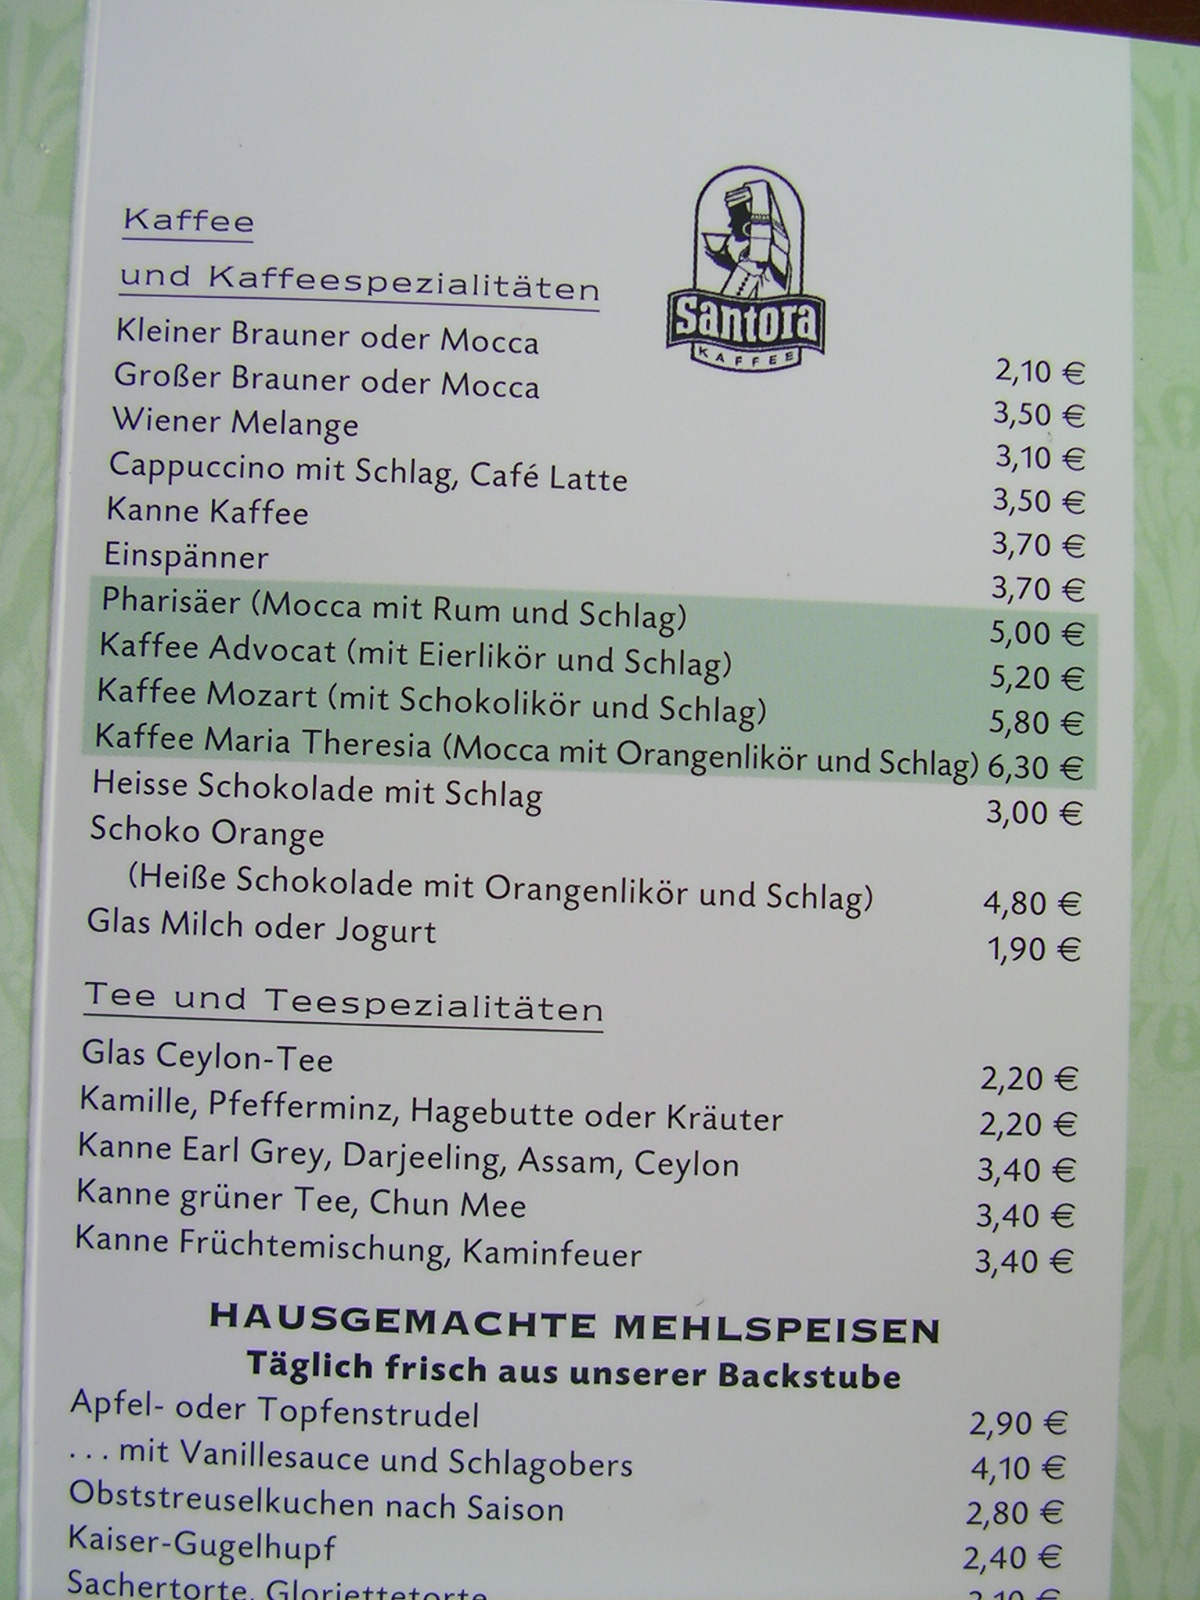 Kaffee
und Kaffeespezialitäten
Santora
KAFFEE
Kleiner Brauner oder Mocca 2,10 €
Großer Brauner oder Mocca 3,50 €
Wiener Melange 3,10 €
Cappuccino mit Schlag, Café Latte 3,50 €
Kanne Kaffee 3,70 €
Einspänner 3,70 €
Pharisäer (Mocca mit Rum und Schlag) 5,00 €
Kaffee Advocat (mit Eierlikör und Schlag) 5,20 €
Kaffee Mozart (mit Schokolikör und Schlag) 5,80 €
Kaffee Maria Theresia (Mocca mit Orangenlikör und Schlag) 6,30 €
Heisse Schokolade mit Schlag 3,00 €
Schoko Orange
(Heiße Schokolade mit Orangenlikör und Schlag) 4,80 €
Glas Milch oder Jogurt 1,90 €
Tee und Teespezialitäten
Glas Ceylon-Tee 2,20 €
Kamille, Pfefferminz, Hagebutte oder Kräuter 2,20 €
Kanne Earl Grey, Darjeeling, Assam, Ceylon 3,40 €
Kanne grüner Tee, Chun Mee 3,40 €
Kanne Früchtemischung, Kaminfeuer 3,40 €
HAUSGEMACHTE MEHLSPEISEN
Täglich frisch aus unserer Backstube
Apfel- oder Topfenstrudel 2,90 €
... mit Vanillesauce und Schlagobers 4,10 €
Obststreuselkuchen nach Saison 2,80 €
Kaiser-Gugelhupf 2,40 €
Sachertorte, Gloriettetorte